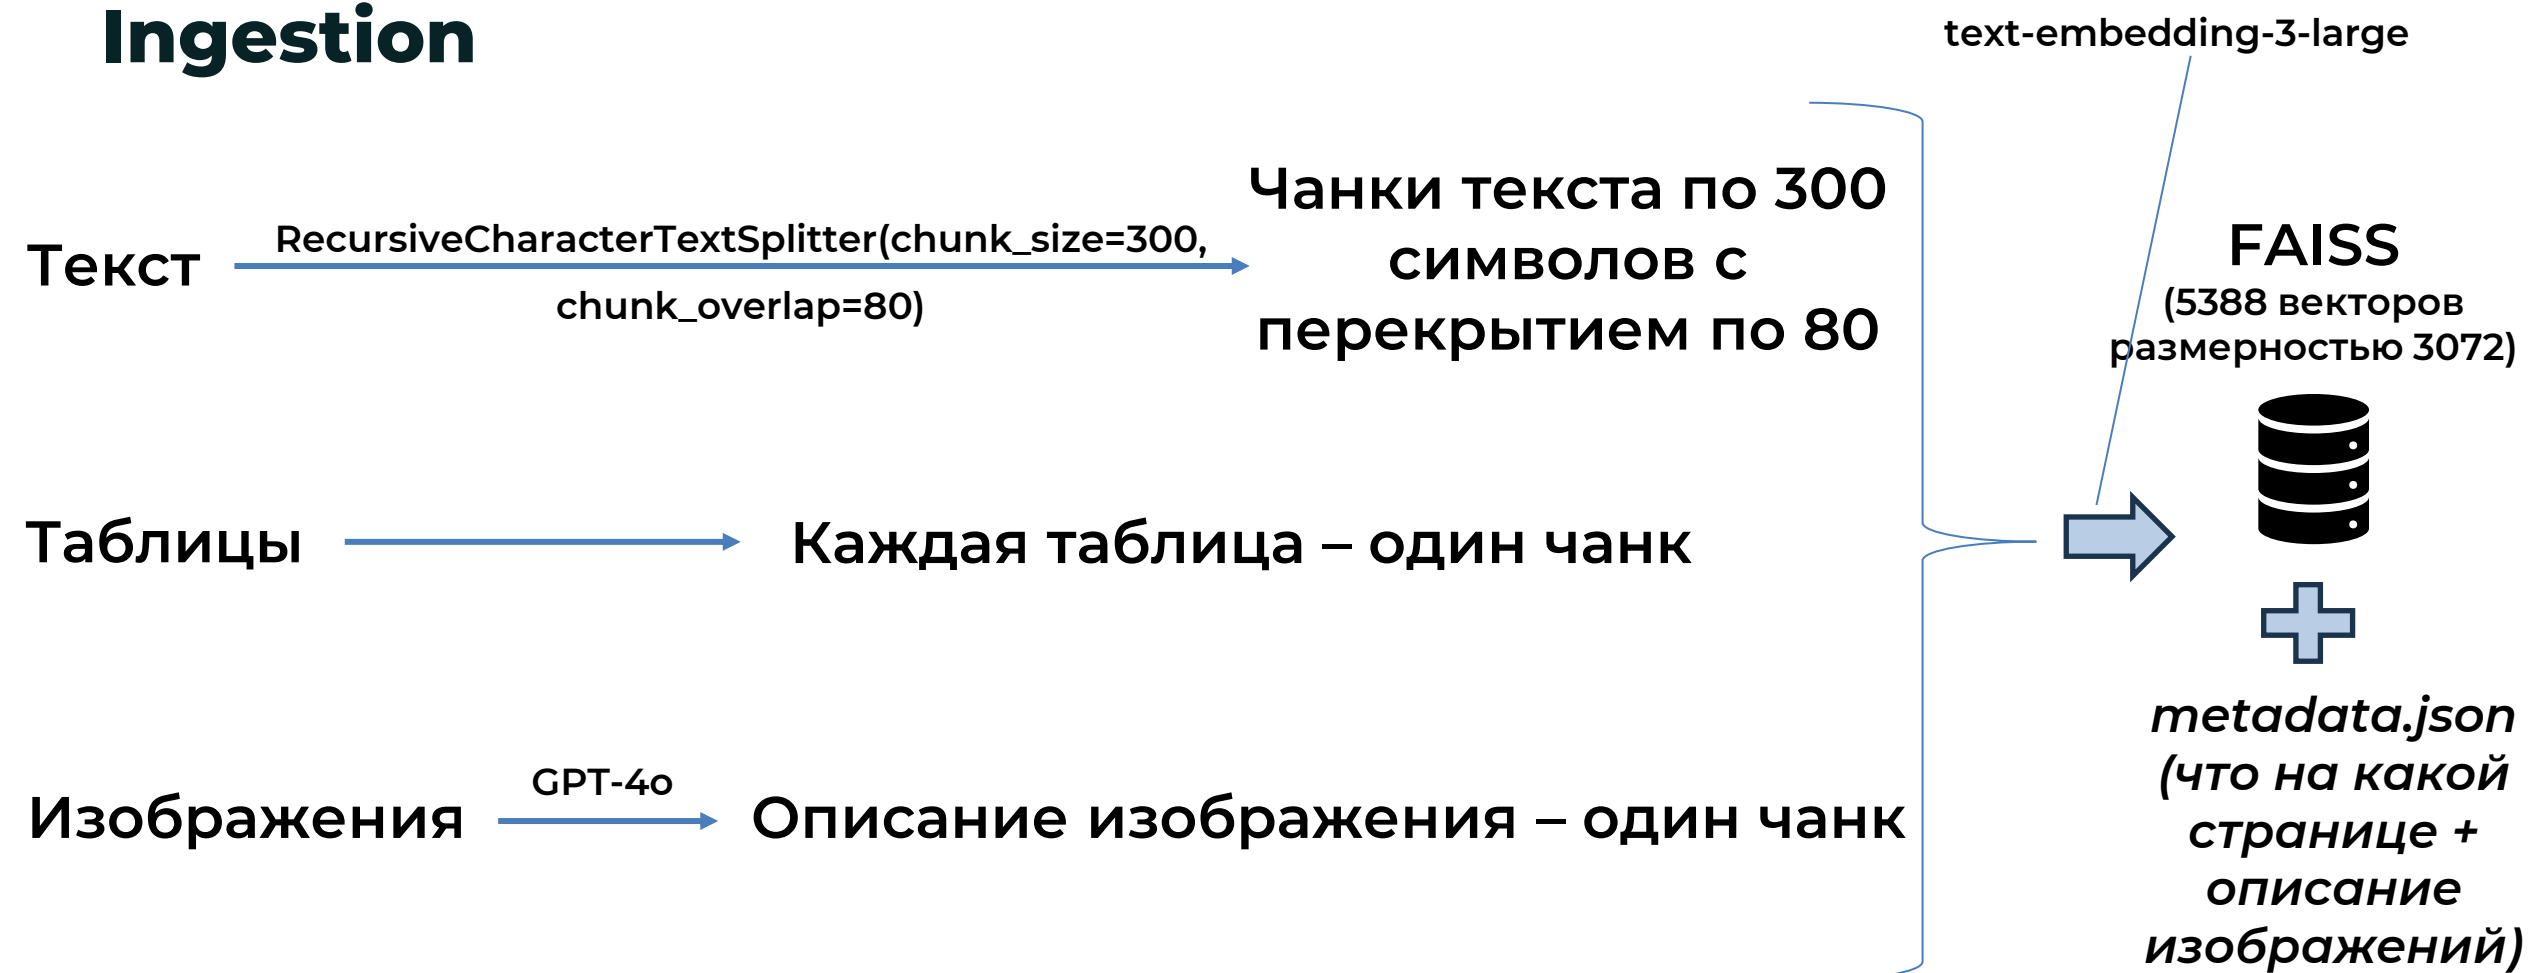 Ingestion
text-embedding-3-large
Текст
RecursiveCharacterTextSplitter(chunk_size=300,
chunk_overlap=80)
Чанки текста по 300
символов с
перекрытием по 80
FAISS
(5388 векторов
размерностью 3072)
Таблицы
Каждая таблица – один чанк
Изображения
GPT-4o
Описание изображения – один чанк
metadata.json
(что на какой
странице +
описание
изображений)